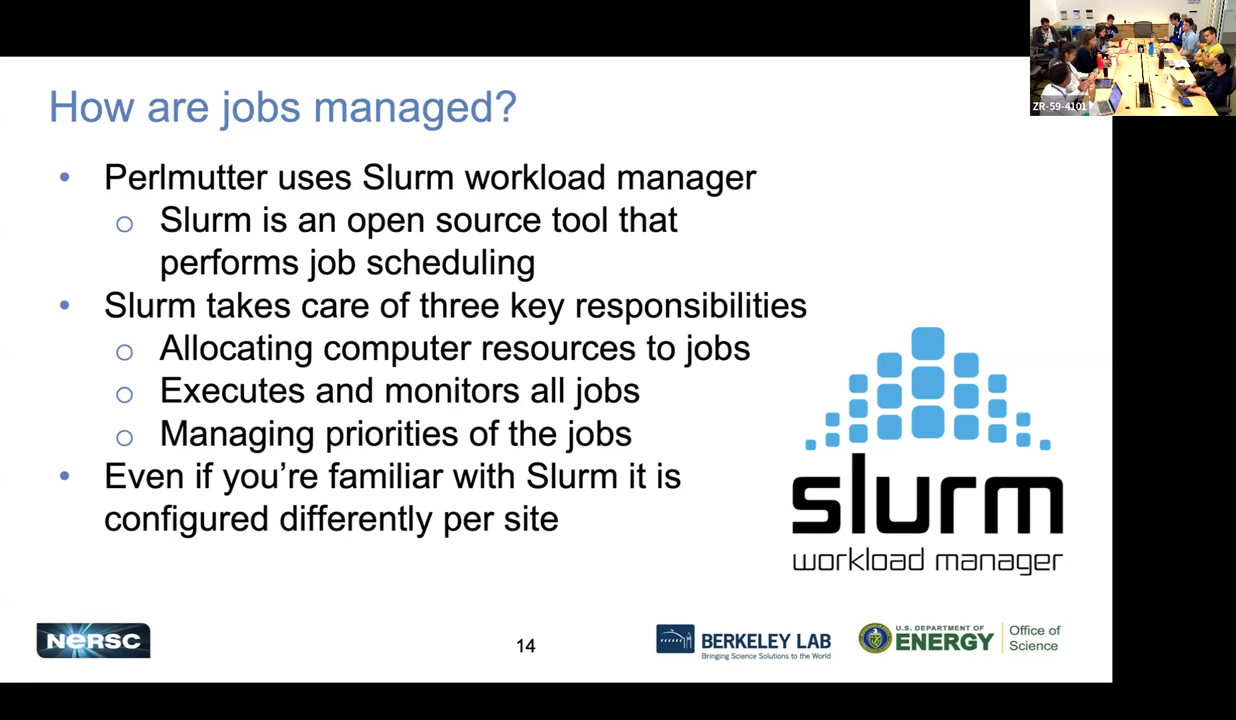 ZR-59-4101
How are jobs managed?
• Perlmutter uses Slurm workload manager
o Slurm is an open source tool that
performs job scheduling
• Slurm takes care of three key responsibilities
o Allocating computer resources to jobs
o Executes and monitors all jobs
o Managing priorities of the jobs
• Even if you’re familiar with Slurm it is
configured differently per site
slurm
workload manager
NERSC
14
BERKELEY LAB
Bringing Science Solutions to the World
U.S. DEPARTMENT OF
ENERGY
Office of
Science